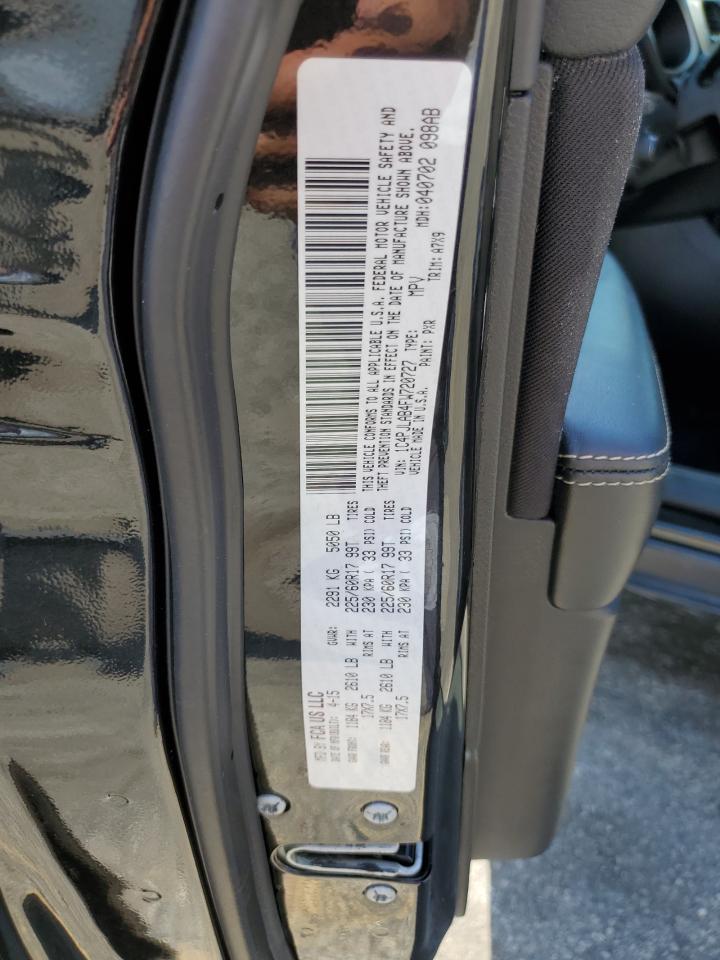 MFD BY: FCA US LLC
DATE OF MFR: 4-15 GVWR: 2291 KG 5050 LB
GAWR FRONT: 1184 KG 2610 LB WITH 225/60R17 99T TIRES
17X7.5 RIMS AT 230 KPA ( 33 PSI) COLD
GAWR REAR: 1184 KG 2610 LB WITH 225/60R17 99T TIRES
17X7.5 RIMS AT 230 KPA ( 33 PSI) COLD
THIS VEHICLE CONFORMS TO ALL APPLICABLE U.S.A. FEDERAL MOTOR VEHICLE SAFETY AND
THEFT PREVENTION STANDARDS IN EFFECT ON THE DATE OF MANUFACTURE SHOWN ABOVE.
VIN: 1C4PJLAB4FW720727 TYPE: MPV MDH:040702 098AB
VEHICLE MADE IN U.S.A. PAINT: PXR TRIM: A7X9